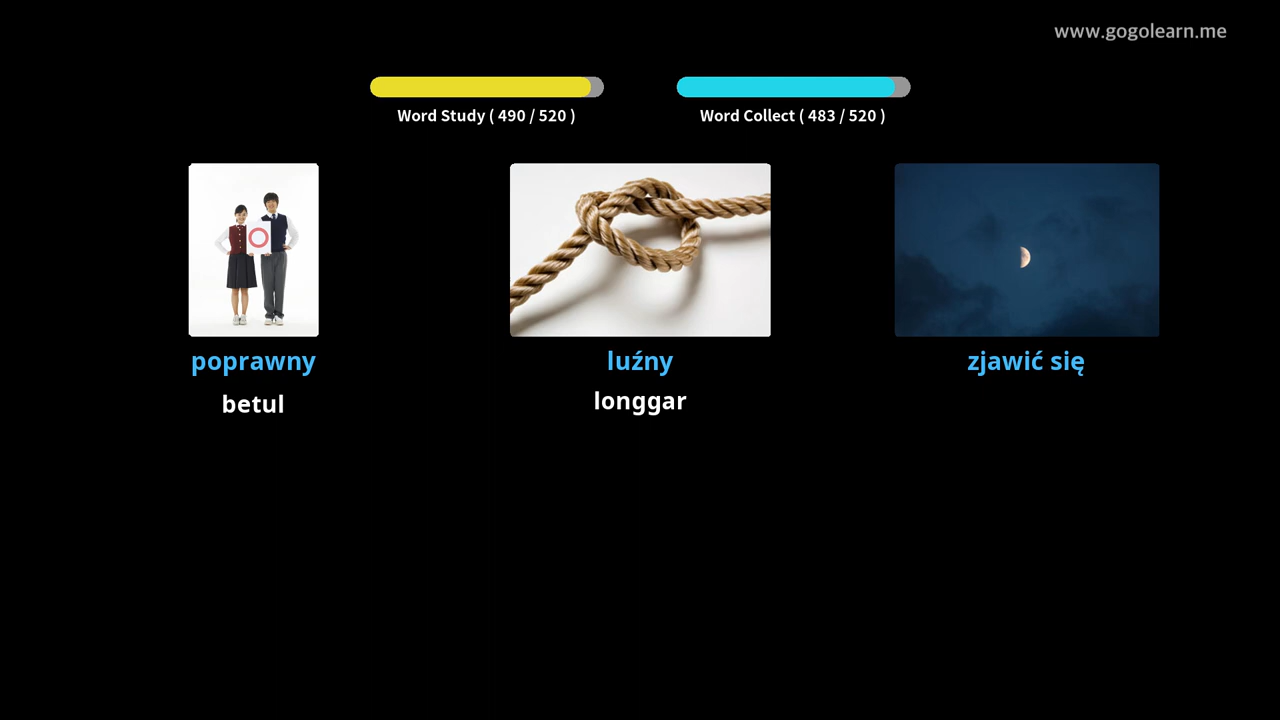 www.gogolearn.me
Word Study ( 490 / 520 )
Word Collect ( 483 / 520 )
poprawny
betul
luźny
longgar
zjawić się